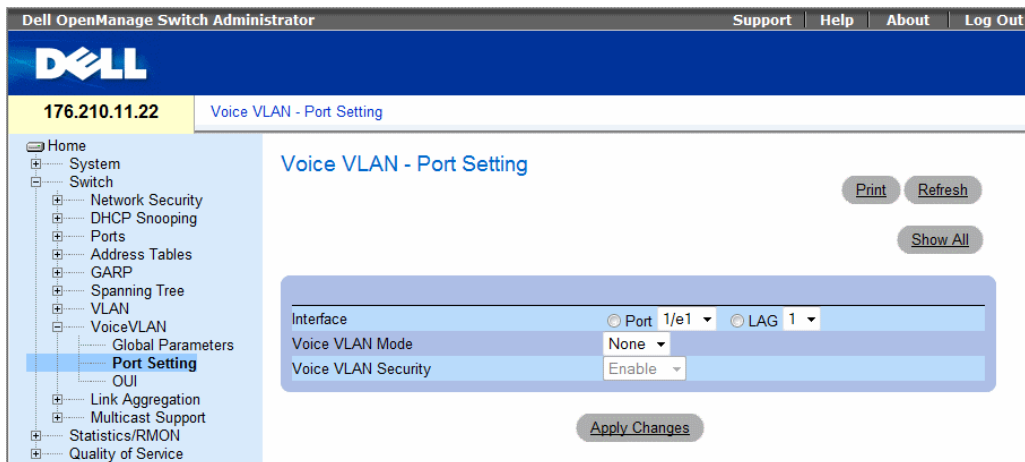 Dell OpenManage Switch Administrator Support Help About Log Out
DELL
176.210.11.22 Voice VLAN - Port Setting
Home
System
Switch
Network Security
DHCP Snooping
Ports
Address Tables
GARP
Spanning Tree
VLAN
VoiceVLAN
Global Parameters
Port Setting
OUI
Link Aggregation
Multicast Support
Statistics/RMON
Quality of Service
Voice VLAN - Port Setting
Print Refresh
Show All
Interface Port 1/e1 LAG 1
Voice VLAN Mode None
Voice VLAN Security Enable
Apply Changes